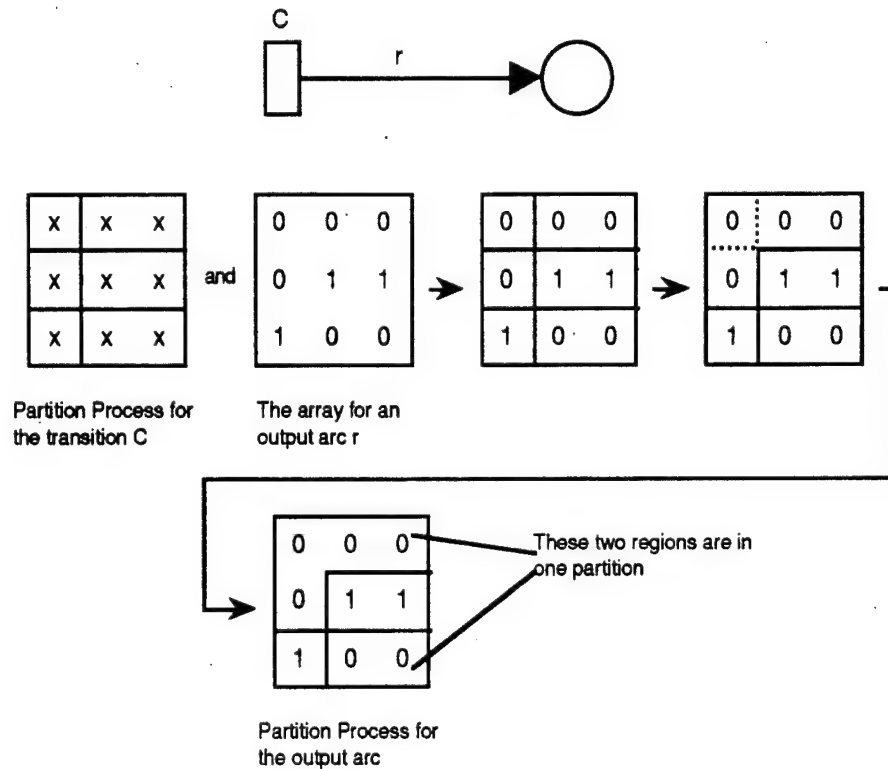 C
r
x x x
x x x
x x x
and
0 0 0
0 1 1
1 0 0
0 0 0
0 1 1
1 0 0
0 0 0
0 1 1
1 0 0
Partition Process for
the transition C
The array for an
output arc r
0 0 0
0 1 1
1 0 0
These two regions are in
one partition
Partition Process for
the output arc